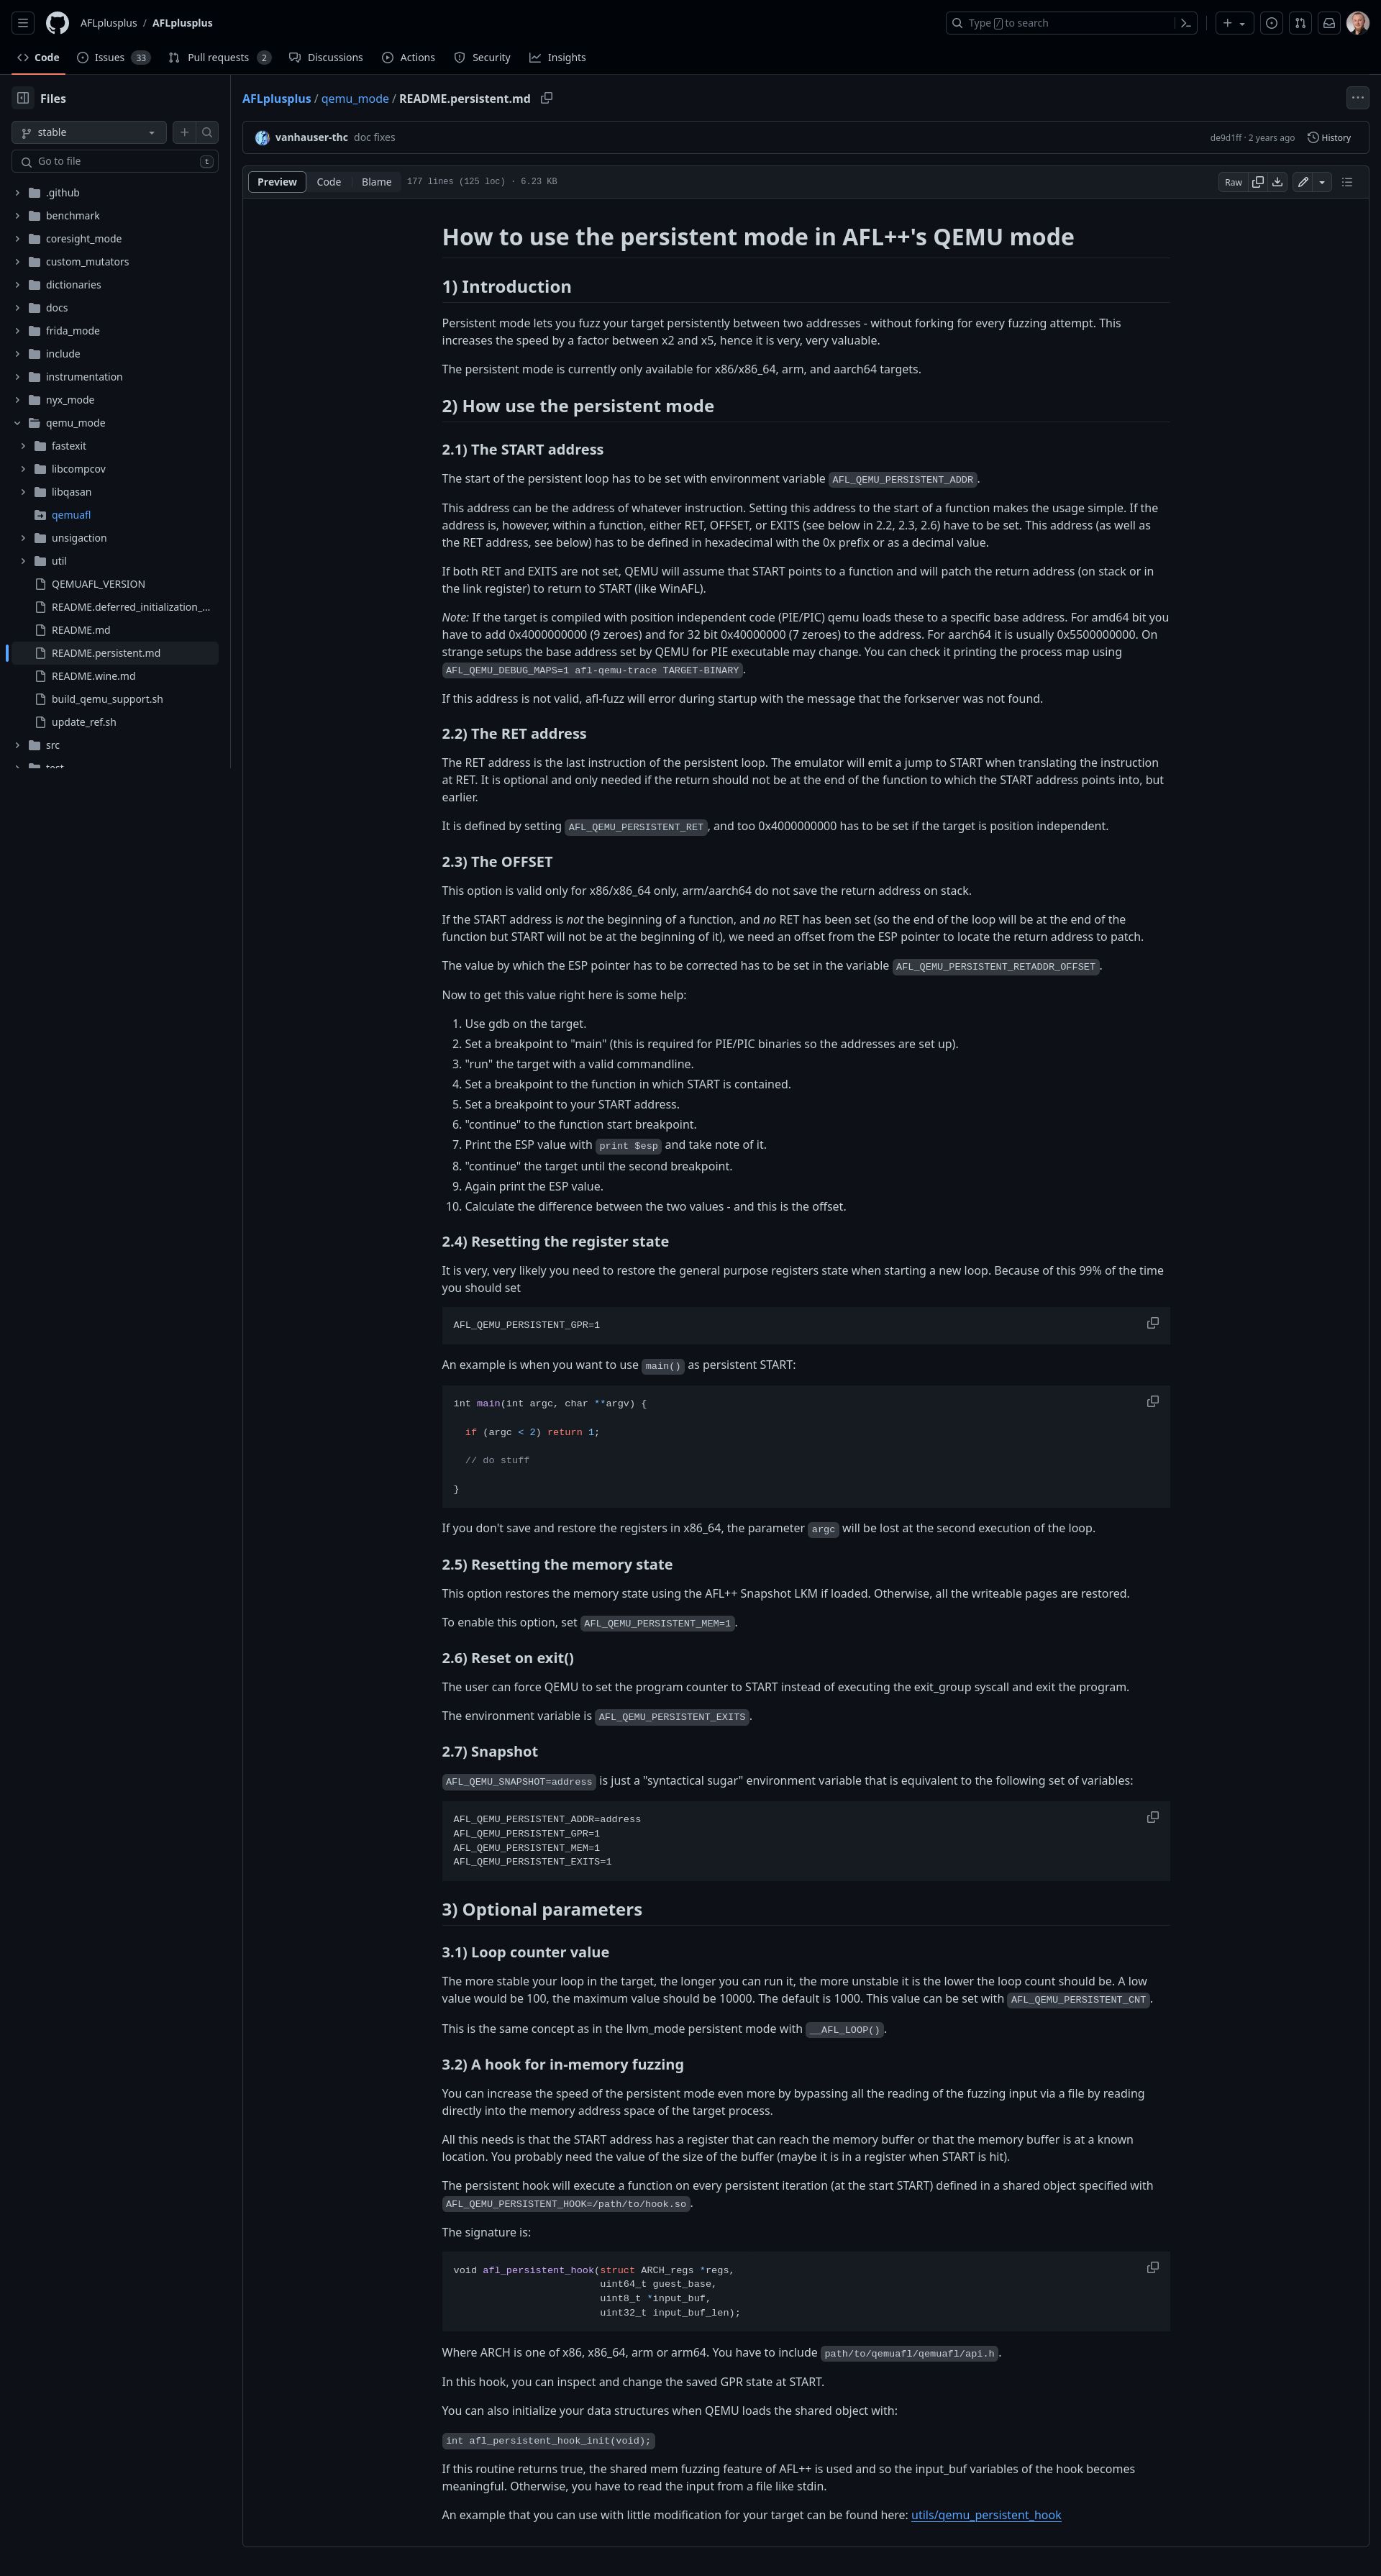 AFLplusplus / AFLplusplus
Type / to search
Code
Issues 33
Pull requests 2
Discussions
Actions
Security
Insights
Files
stable
Go to file
t
.github
benchmark
coresight_mode
custom_mutators
dictionaries
docs
frida_mode
include
instrumentation
nyx_mode
qemu_mode
fastexit
libcompcov
libqasan
qemuafl
unsigaction
util
QEMUAFL_VERSION
README.deferred_initialization_...
README.md
README.persistent.md
README.wine.md
build_qemu_support.sh
update_ref.sh
src
test
AFLplusplus / qemu_mode / README.persistent.md
vanhauser-thc doc fixes
de9d1ff · 2 years ago
History
Preview
Code
Blame
177 lines (125 loc) · 6.23 KB
Raw
How to use the persistent mode in AFL++'s QEMU mode
1) Introduction
Persistent mode lets you fuzz your target persistently between two addresses - without forking for every fuzzing attempt. This
increases the speed by a factor between x2 and x5, hence it is very, very valuable.
The persistent mode is currently only available for x86/x86_64, arm, and aarch64 targets.
2) How use the persistent mode
2.1) The START address
The start of the persistent loop has to be set with environment variable AFL_QEMU_PERSISTENT_ADDR.
This address can be the address of whatever instruction. Setting this address to the start of a function makes the usage simple. If the
address is, however, within a function, either RET, OFFSET, or EXITS (see below in 2.2, 2.3, 2.6) have to be set. This address (as well as
the RET address, see below) has to be defined in hexadecimal with the 0x prefix or as a decimal value.
If both RET and EXITS are not set, QEMU will assume that START points to a function and will patch the return address (on stack or in
the link register) to return to START (like WinAFL).
Note: If the target is compiled with position independent code (PIE/PIC) qemu loads these to a specific base address. For amd64 bit you
have to add 0x4000000000 (9 zeroes) and for 32 bit 0x40000000 (7 zeroes) to the address. For aarch64 it is usually 0x5500000000. On
strange setups the base address set by QEMU for PIE executable may change. You can check it printing the process map using
AFL_QEMU_DEBUG_MAPS=1 afl-qemu-trace TARGET-BINARY.
If this address is not valid, afl-fuzz will error during startup with the message that the forkserver was not found.
2.2) The RET address
The RET address is the last instruction of the persistent loop. The emulator will emit a jump to START when translating the instruction
at RET. It is optional and only needed if the return should not be at the end of the function to which the START address points into, but
earlier.
It is defined by setting AFL_QEMU_PERSISTENT_RET, and too 0x4000000000 has to be set if the target is position independent.
2.3) The OFFSET
This option is valid only for x86/x86_64 only, arm/aarch64 do not save the return address on stack.
If the START address is not the beginning of a function, and no RET has been set (so the end of the loop will be at the end of the
function but START will not be at the beginning of it), we need an offset from the ESP pointer to locate the return address to patch.
The value by which the ESP pointer has to be corrected has to be set in the variable AFL_QEMU_PERSISTENT_RETADDR_OFFSET.
Now to get this value right here is some help:
1. Use gdb on the target.
2. Set a breakpoint to "main" (this is required for PIE/PIC binaries so the addresses are set up).
3. "run" the target with a valid commandline.
4. Set a breakpoint to the function in which START is contained.
5. Set a breakpoint to your START address.
6. "continue" to the function start breakpoint.
7. Print the ESP value with print $esp and take note of it.
8. "continue" the target until the second breakpoint.
9. Again print the ESP value.
10. Calculate the difference between the two values - and this is the offset.
2.4) Resetting the register state
It is very, very likely you need to restore the general purpose registers state when starting a new loop. Because of this 99% of the time
you should set
AFL_QEMU_PERSISTENT_GPR=1
An example is when you want to use main() as persistent START:
int main(int argc, char **argv) {
if (argc < 2) return 1;
// do stuff
}
If you don't save and restore the registers in x86_64, the parameter argc will be lost at the second execution of the loop.
2.5) Resetting the memory state
This option restores the memory state using the AFL++ Snapshot LKM if loaded. Otherwise, all the writeable pages are restored.
To enable this option, set AFL_QEMU_PERSISTENT_MEM=1.
2.6) Reset on exit()
The user can force QEMU to set the program counter to START instead of executing the exit_group syscall and exit the program.
The environment variable is AFL_QEMU_PERSISTENT_EXITS.
2.7) Snapshot
AFL_QEMU_SNAPSHOT=address is just a "syntactical sugar" environment variable that is equivalent to the following set of variables:
AFL_QEMU_PERSISTENT_ADDR=address
AFL_QEMU_PERSISTENT_GPR=1
AFL_QEMU_PERSISTENT_MEM=1
AFL_QEMU_PERSISTENT_EXITS=1
3) Optional parameters
3.1) Loop counter value
The more stable your loop in the target, the longer you can run it, the more unstable it is the lower the loop count should be. A low
value would be 100, the maximum value should be 10000. The default is 1000. This value can be set with AFL_QEMU_PERSISTENT_CNT.
This is the same concept as in the llvm_mode persistent mode with __AFL_LOOP().
3.2) A hook for in-memory fuzzing
You can increase the speed of the persistent mode even more by bypassing all the reading of the fuzzing input via a file by reading
directly into the memory address space of the target process.
All this needs is that the START address has a register that can reach the memory buffer or that the memory buffer is at a known
location. You probably need the value of the size of the buffer (maybe it is in a register when START is hit).
The persistent hook will execute a function on every persistent iteration (at the start START) defined in a shared object specified with
AFL_QEMU_PERSISTENT_HOOK=/path/to/hook.so.
The signature is:
void afl_persistent_hook(struct ARCH_regs *regs,
uint64_t guest_base,
uint8_t *input_buf,
uint32_t input_buf_len);
Where ARCH is one of x86, x86_64, arm or arm64. You have to include path/to/qemuafl/qemuafl/api.h.
In this hook, you can inspect and change the saved GPR state at START.
You can also initialize your data structures when QEMU loads the shared object with:
int afl_persistent_hook_init(void);
If this routine returns true, the shared mem fuzzing feature of AFL++ is used and so the input_buf variables of the hook becomes
meaningful. Otherwise, you have to read the input from a file like stdin.
An example that you can use with little modification for your target can be found here: utils/qemu_persistent_hook